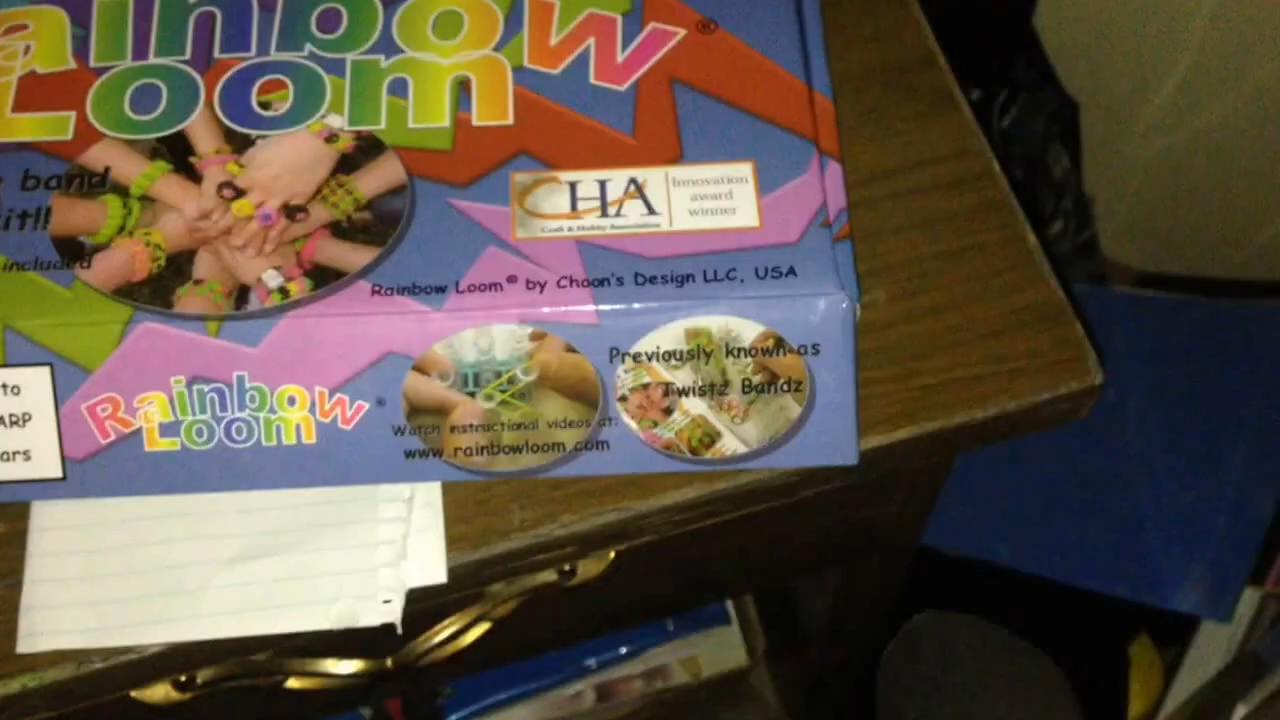 ainbow®
Loom
band
it!!
included
CHA
Craft & Hobby Association
Innovation
award
winner
Rainbow Loom® by Choon's Design LLC, USA
to
ARP
ars
Rainbow®
Loom
Watch instructional videos at:
www.rainbowloom.com
Previously known as
Twistz Bandz